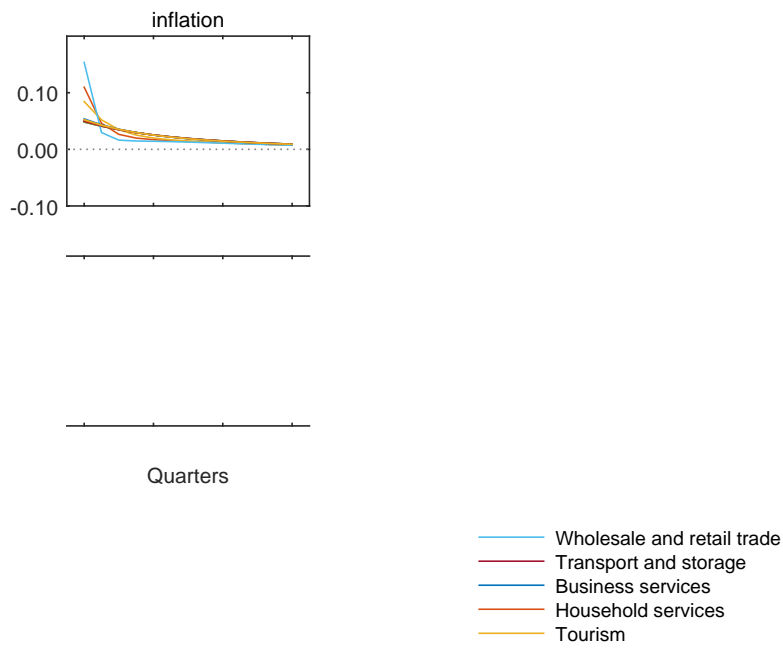 inflation
0.10
0.00
-0.10
Quarters
Wholesale and retail trade
Transport and storage
Business services
Household services
Tourism